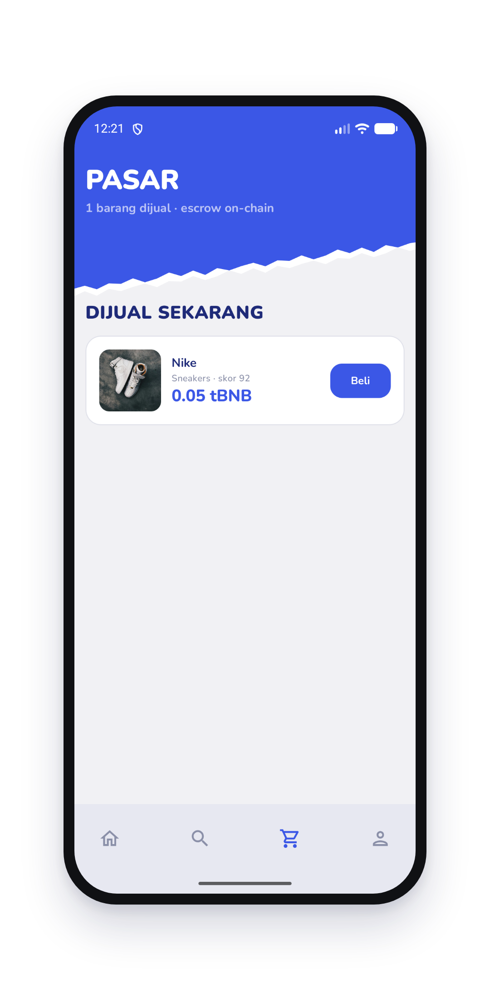 12:21
PASAR
1 barang dijual · escrow on-chain
DIJUAL SEKARANG
Nike
Sneakers · skor 92
0.05 tBNB
Beli